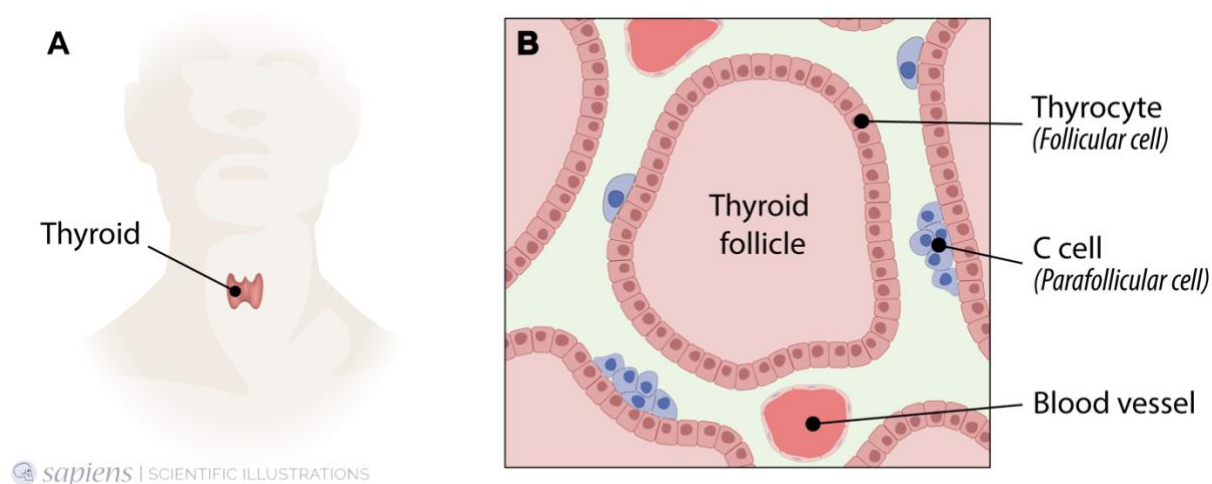 A
Thyroid
sapiens | SCIENTIFIC ILLUSTRATIONS
B
Thyroid
follicle
Thyrocyte
(Follicular cell)
C cell
(Parafollicular cell)
Blood vessel